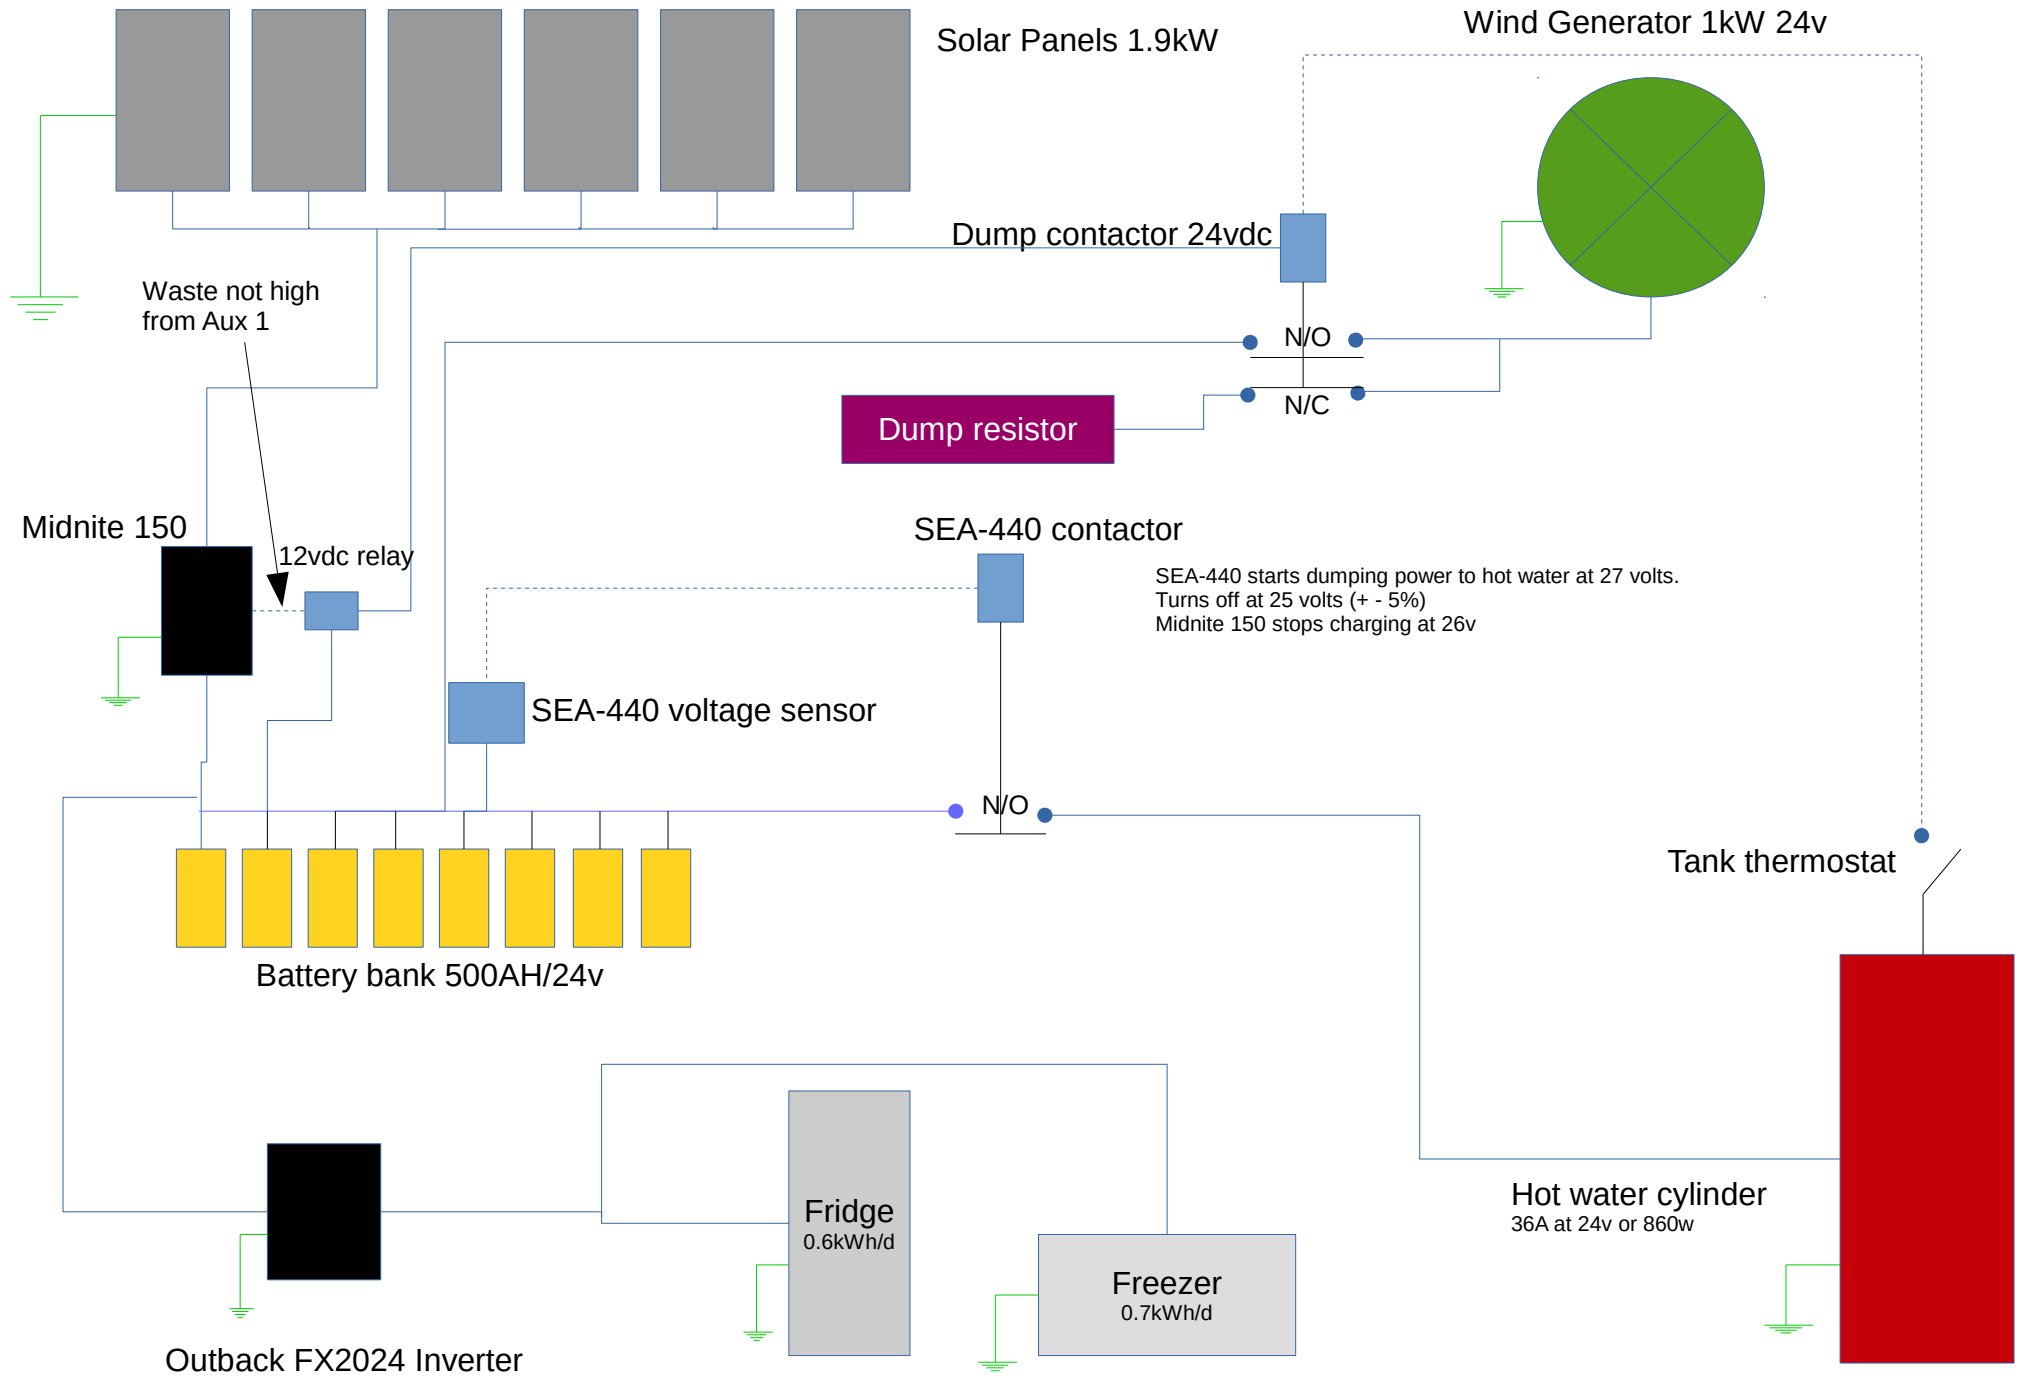 Wind Generator 1kW 24v
Solar Panels 1.9kW
Dump contactor 24vdc
Waste not high
from Aux 1
N/O
N/C
Dump resistor
Midnite 150
SEA-440 contactor
12vdc relay
SEA-440 starts dumping power to hot water at 27 volts.
Turns off at 25 volts (+ - 5%)
Midnite 150 stops charging at 26v
SEA-440 voltage sensor
N/O
Tank thermostat
Battery bank 500AH/24v
Hot water cylinder
36A at 24v or 860w
Fridge
0.6kWh/d
Freezer
0.7kWh/d
Outback FX2024 Inverter